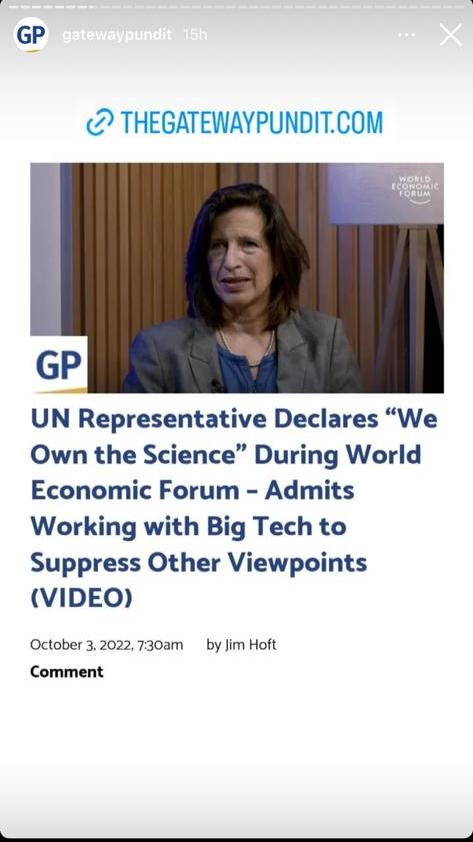 GP gatewaypundit 15h
THEGATEWAYPUNDIT.COM
WORLD
ECONOMIC
FORUM
GP
UN Representative Declares “We
Own the Science” During World
Economic Forum – Admits
Working with Big Tech to
Suppress Other Viewpoints
(VIDEO)
October 3, 2022, 7:30am by Jim Hoft
Comment